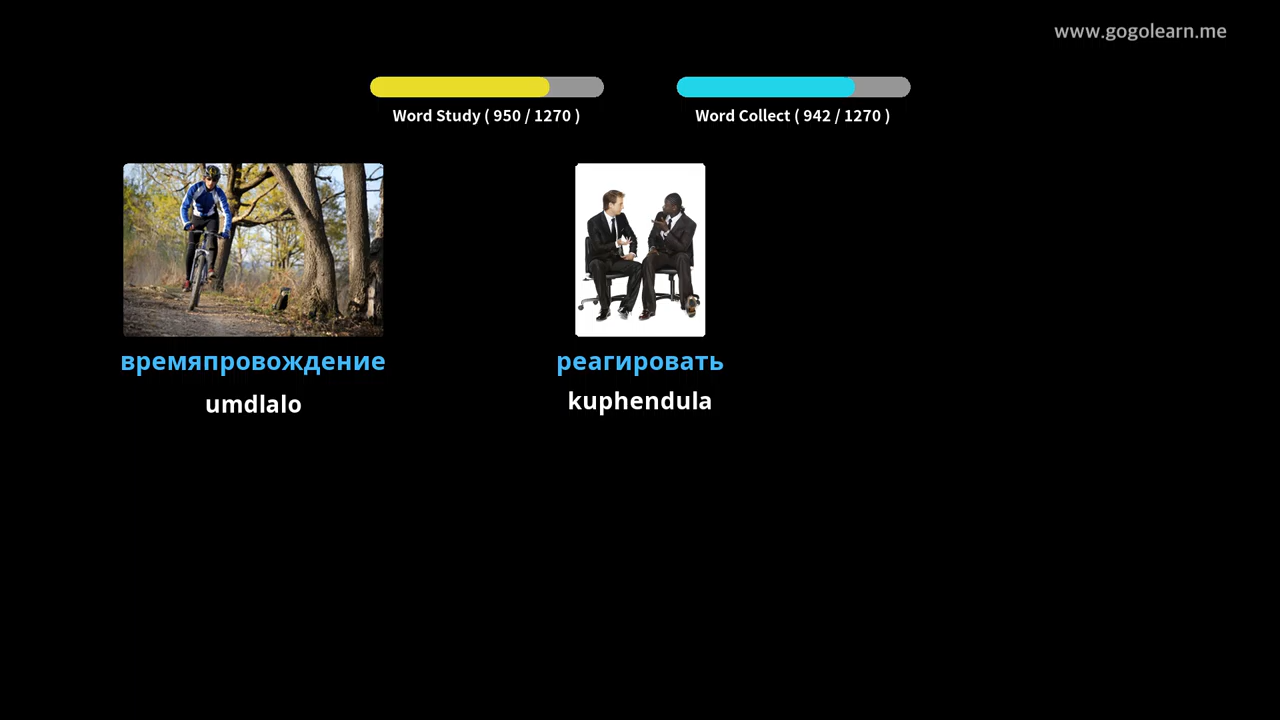 www.gogolearn.me
Word Study ( 950 / 1270 )
Word Collect ( 942 / 1270 )
времяпровождение
umdlalo
реагировать
kuphendula